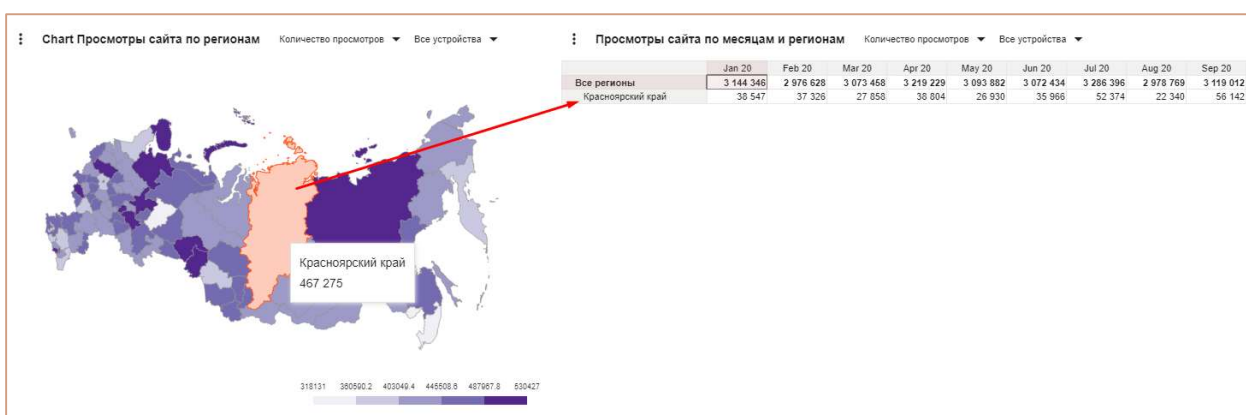 Chart Просмотры сайта по регионам Количество просмотров Все устройства
Красноярский край
467 275
318131 360590.2 403049.4 445508.6 487967.8 530427
Просмотры сайта по месяцам и регионам Количество просмотров Все устройства
Jan 20 Feb 20 Mar 20 Apr 20 May 20 Jun 20 Jul 20 Aug 20 Sep 20
Все регионы 3 144 346 2 976 628 3 073 458 3 219 229 3 093 882 3 072 434 3 286 396 2 978 769 3 119 012
Красноярский край 38 547 37 326 27 858 38 804 26 930 35 966 52 374 22 340 56 142